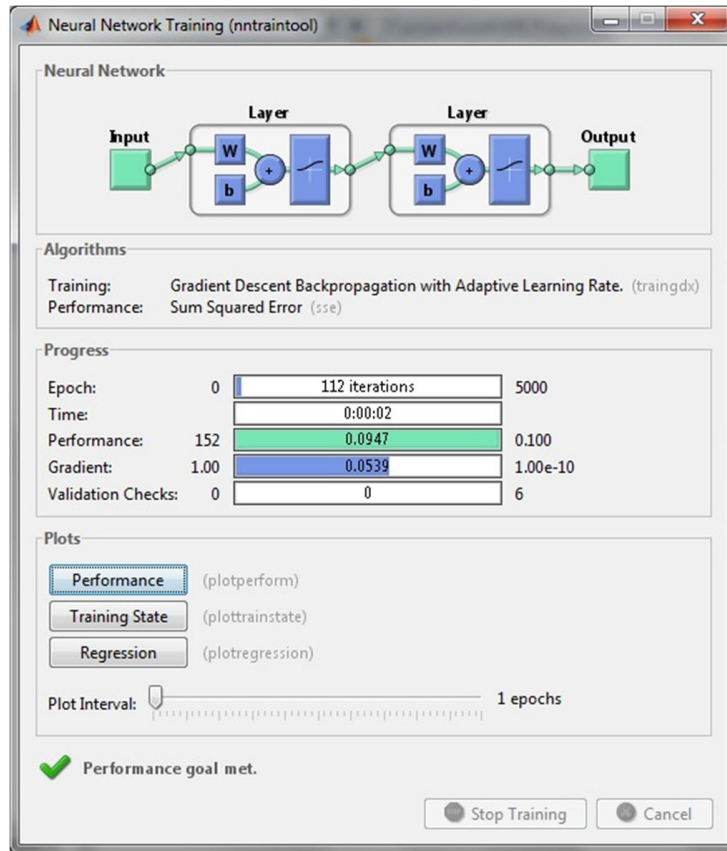 Neural Network Training (nntraintool)
Neural Network
Layer Layer
Input Output
W W
+ +
b b
Algorithms
Training: Gradient Descent Backpropagation with Adaptive Learning Rate. (traingdx)
Performance: Sum Squared Error (sse)
Progress
Epoch: 0 112 iterations 5000
Time: 0:00:02
Performance: 152 0.0947 0.100
Gradient: 1.00 0.0539 1.00e-10
Validation Checks: 0 0 6
Plots
Performance (plotperform)
Training State (plottrainstate)
Regression (plotregression)
Plot Interval: 1 epochs
Performance goal met.
Stop Training Cancel